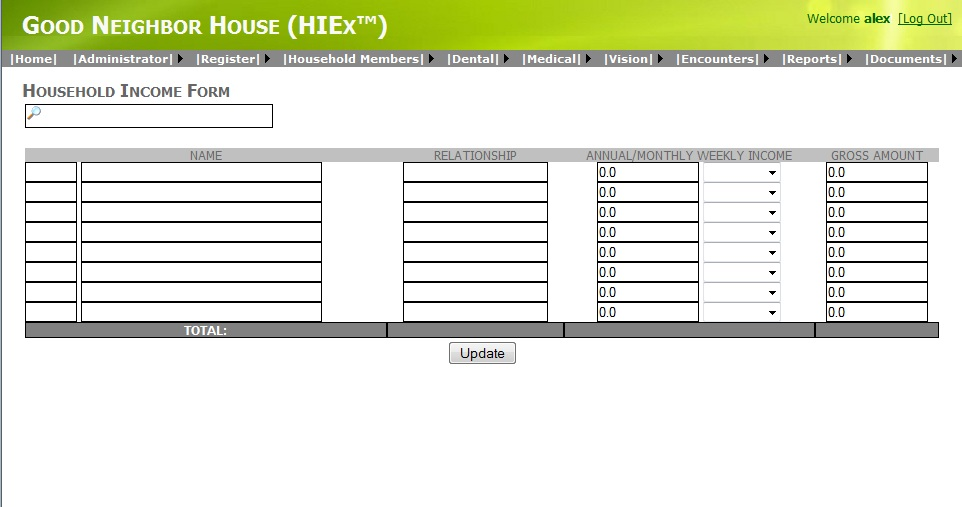 GOOD NEIGHBOR HOUSE (HIEX™)
Welcome alex [Log Out]
|Home| |Administrator| |Register| |Household Members| |Dental| |Medical| |Vision| |Encounters| |Reports| |Documents|
HOUSEHOLD INCOME FORM
NAME RELATIONSHIP ANNUAL/MONTHLY WEEKLY INCOME GROSS AMOUNT
0.0 0.0
0.0 0.0
0.0 0.0
0.0 0.0
0.0 0.0
0.0 0.0
0.0 0.0
0.0 0.0
TOTAL:
Update